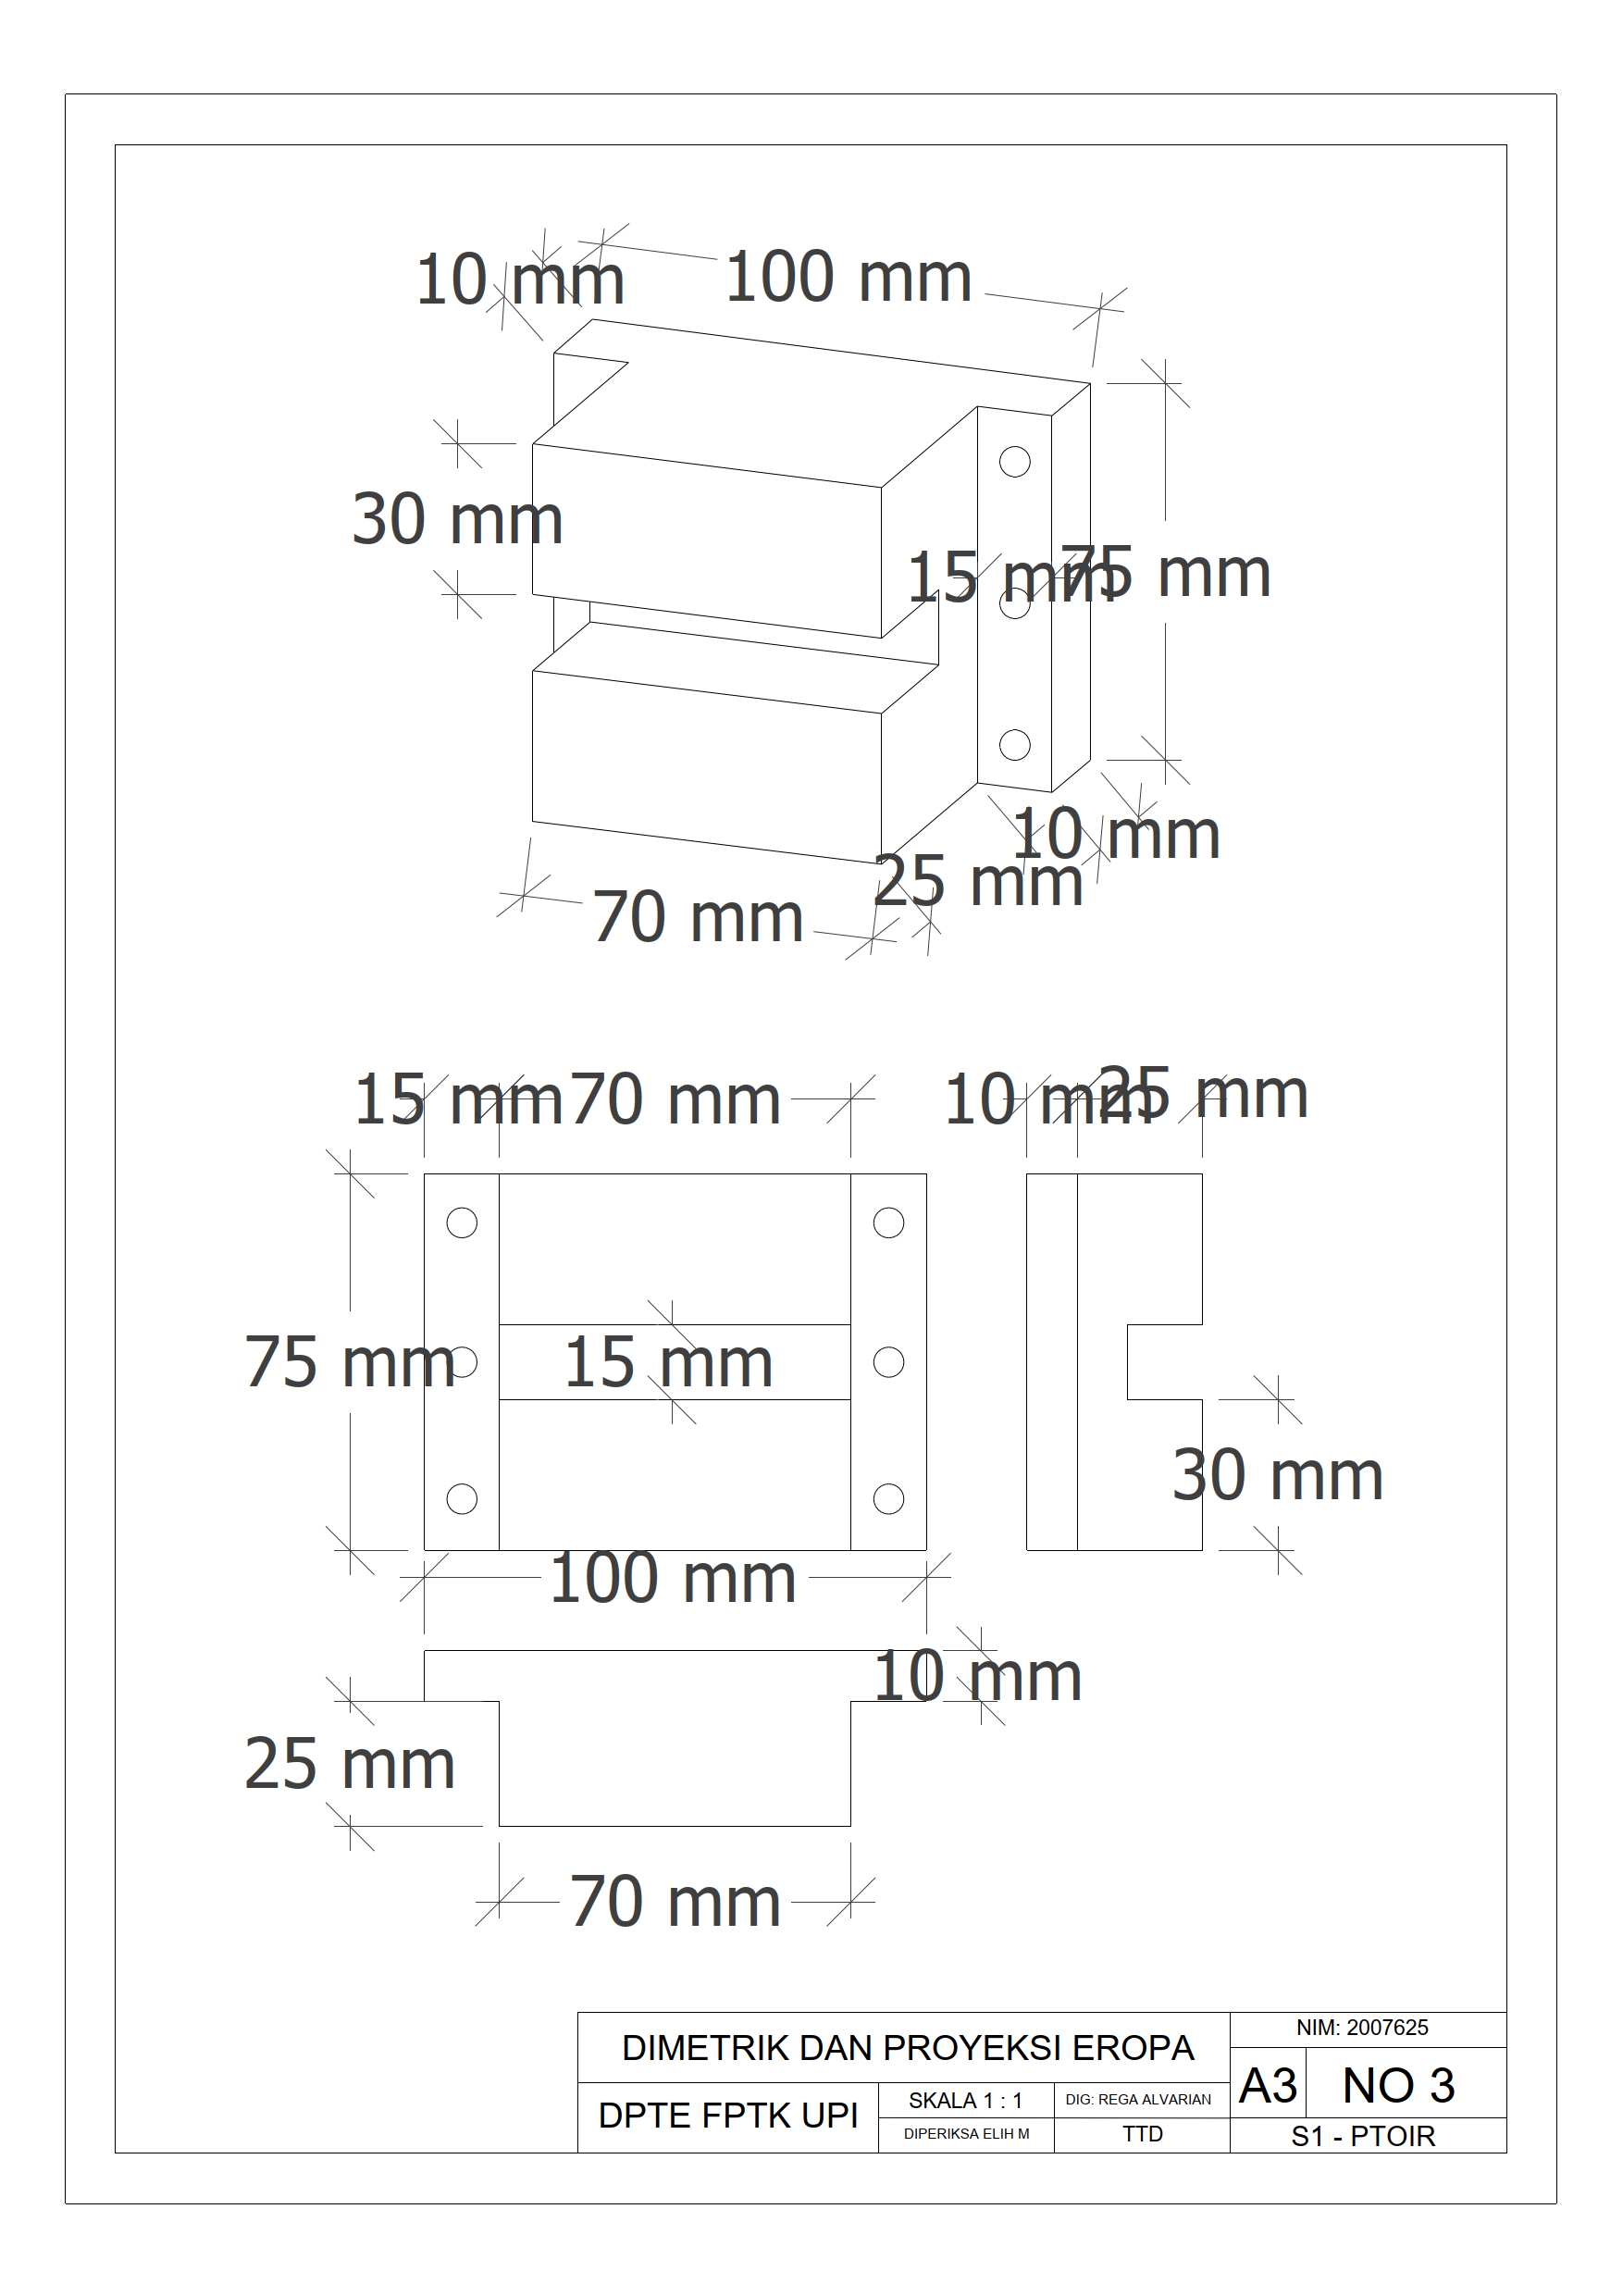 10 mm
100 mm
30 mm
15 mm
75 mm
10 mm
25 mm
70 mm
15 mm
70 mm
10 mm
25 mm
75 mm
15 mm
30 mm
100 mm
10 mm
25 mm
70 mm
DIMETRIK DAN PROYEKSI EROPA
NIM: 2007625
DPTE FPTK UPI
SKALA 1 : 1
DIG: REGA ALVARIAN
A3
NO 3
DIPERIKSA ELIH M
TTD
S1 - PTOIR